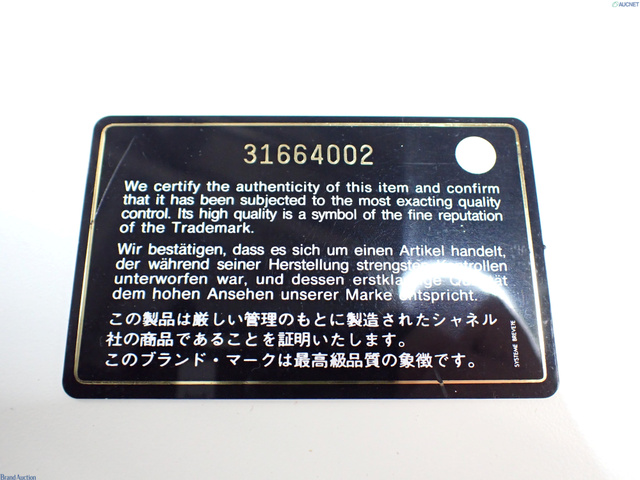 AUCNET
31664002
We certify the authenticity of this item and confirm
that it has been subjected to the most exacting quality
control. Its high quality is a symbol of the fine reputation
of the Trademark.
Wir bestätigen, dass es sich um einen Artikel handelt,
der während seiner Herstellung strengsten Kontrollen
unterworfen war, und dessen erstklassige Qualität
dem hohen Ansehen unserer Marke entspricht.
この製品は厳しい管理のもとに製造されたシャネル
社の商品であることを証明いたします。
このブランド・マークは最高級品質の象徴です。
SYSTEME BREVETE
BrandAuction